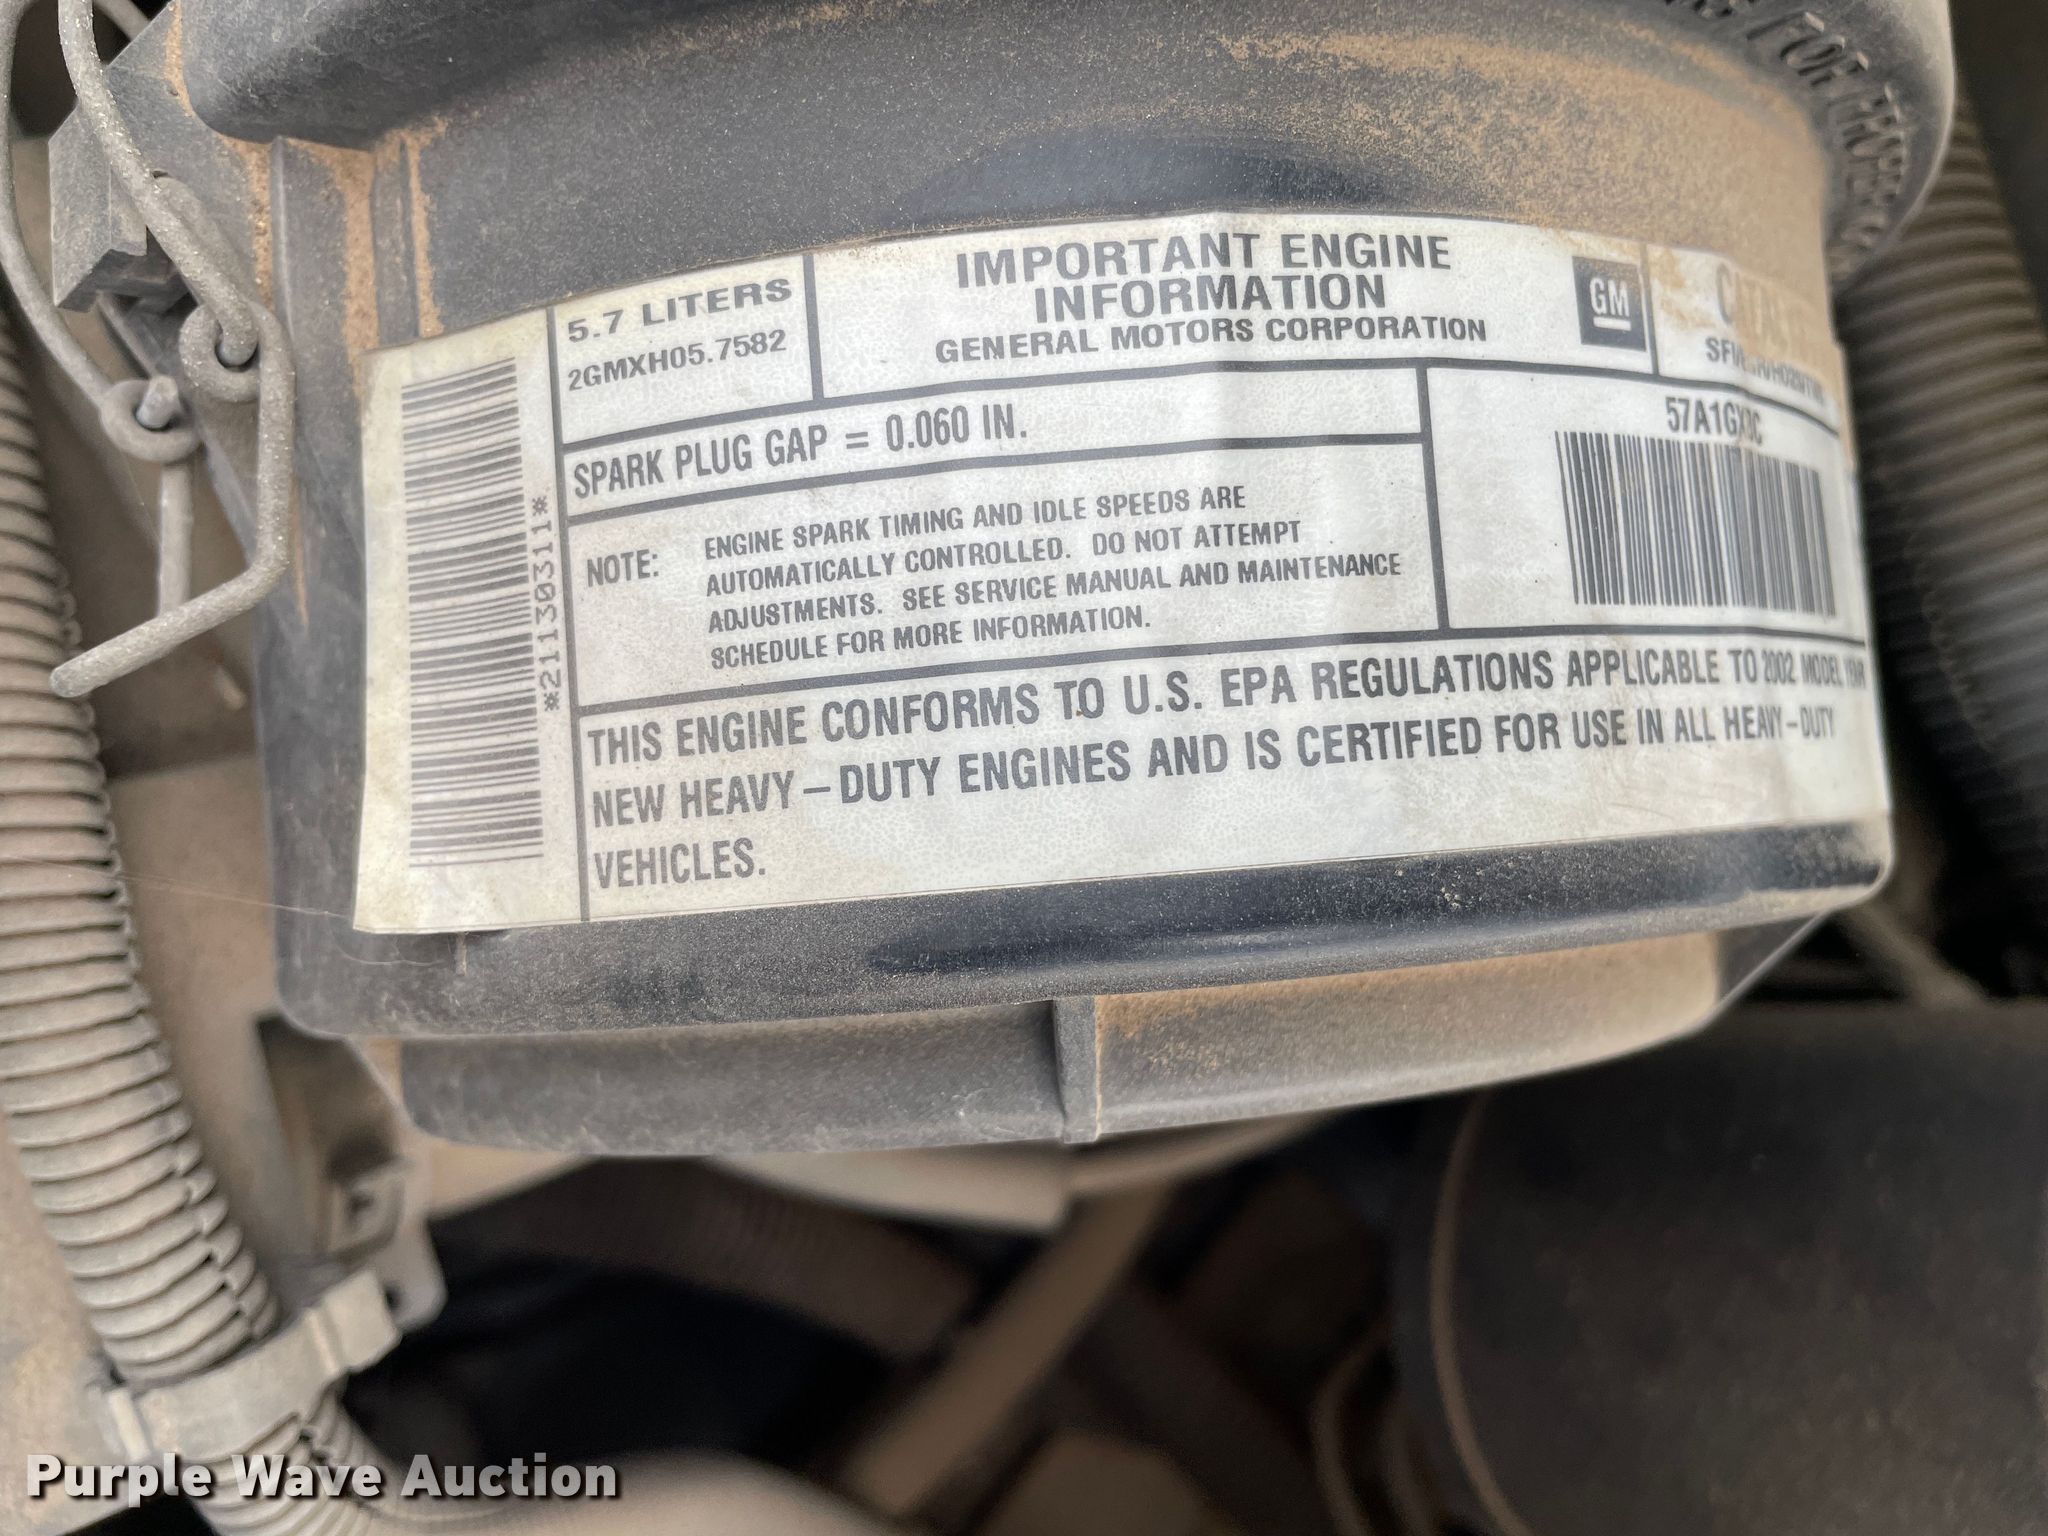 FOR PROPER
5.7 LITERS
2GMXH05.7582
IMPORTANT ENGINE
INFORMATION
GENERAL MOTORS CORPORATION
GM
SPARK PLUG GAP = 0.060 IN.
NOTE: ENGINE SPARK TIMING AND IDLE SPEEDS ARE
AUTOMATICALLY CONTROLLED. DO NOT ATTEMPT
ADJUSTMENTS. SEE SERVICE MANUAL AND MAINTENANCE
SCHEDULE FOR MORE INFORMATION.
*21130311*
THIS ENGINE CONFORMS TO U.S. EPA REGULATIONS APPLICABLE TO 2002 MODEL YEAR
NEW HEAVY-DUTY ENGINES AND IS CERTIFIED FOR USE IN ALL HEAVY-DUTY
VEHICLES.
Purple Wave Auction